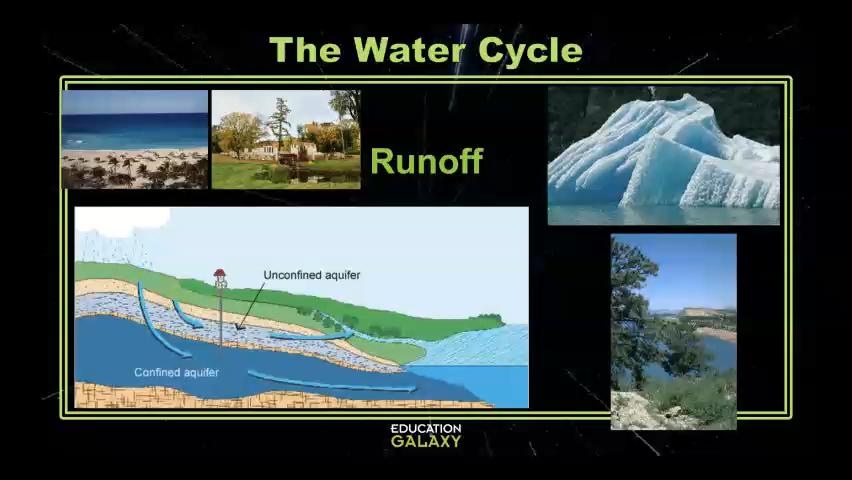 The Water Cycle
Runoff
Unconfined aquifer
Confined aquifer
EDUCATION
GALAXY